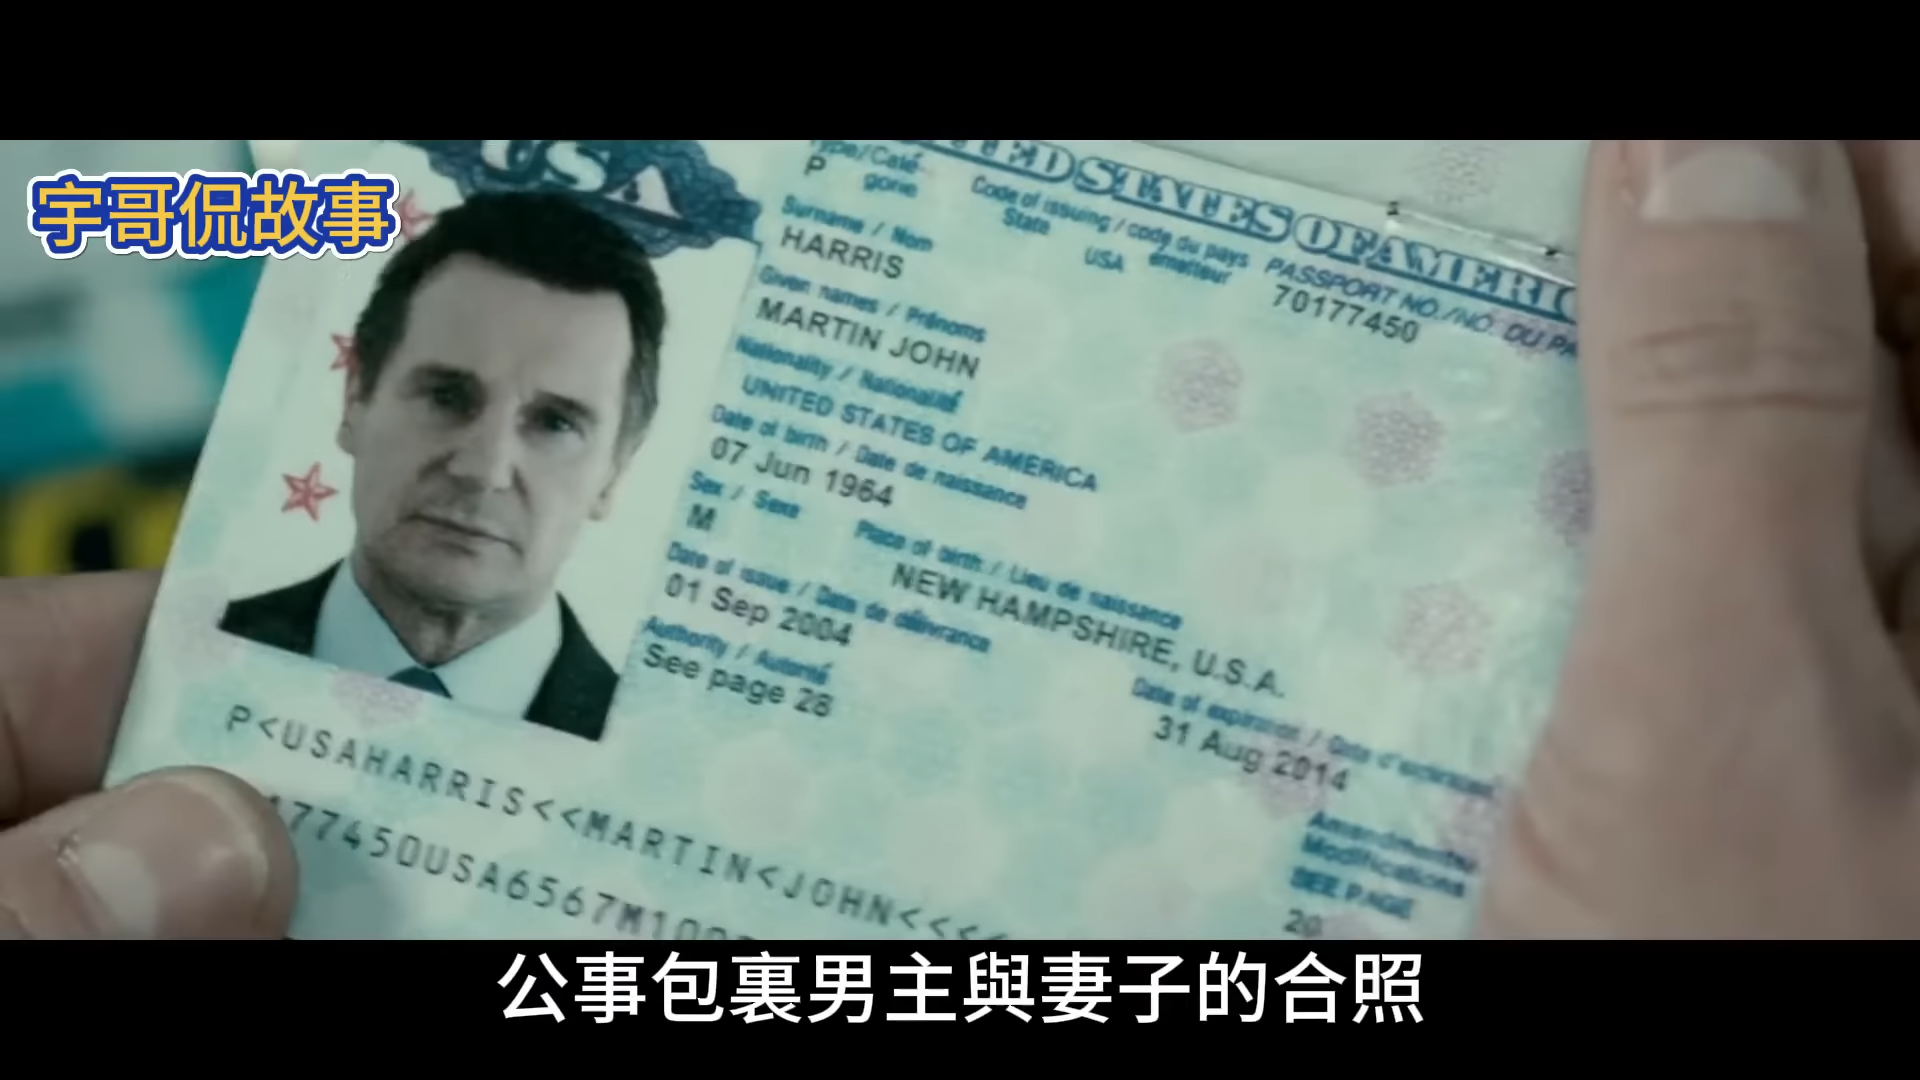 宇哥侃故事
USA
UNITED STATES OF AMERIC
Type/Caté-
gorie
P
Code of issuing / code du pays
State
émetteur
USA
PASSPORT NO./NO. DU PA
70177450
Surname / Nom
HARRIS
Given names / Prénoms
MARTIN JOHN
Nationality / Nationalité
UNITED STATES OF AMERICA
Date of birth / Date de naissance
07 Jun 1964
Sex / Sexe
M
Place of birth / Lieu de naissance
NEW HAMPSHIRE, U.S.A.
Date of issue / Date de délivrance
01 Sep 2004
Date of expiration / Date d'expiration
31 Aug 2014
Authority / Autorité
See page 28
Amendments/
Modifications
SEE PAGE
20
P<USAHARRIS<<MARTIN<JOHN<<<<
77450USA6567M
公事包裏男主與妻子的合照